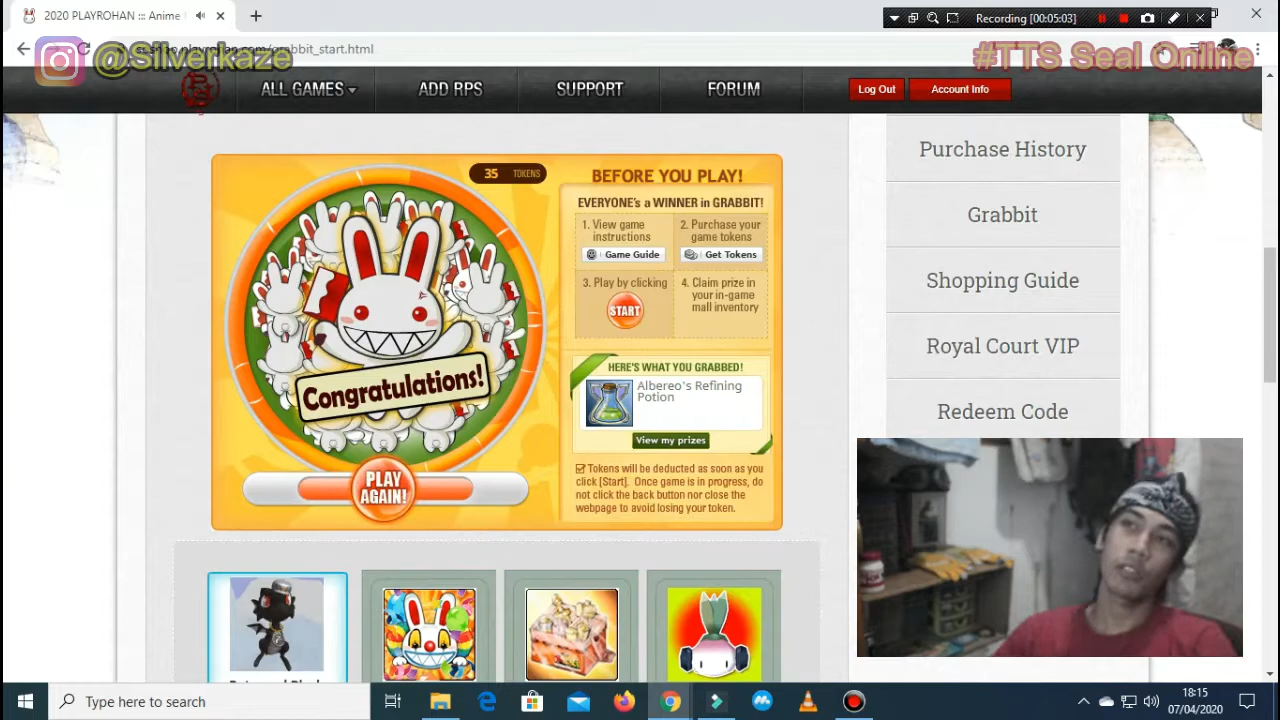 2020 PLAYROHAN ::: Anime
Recording [00:05:03]
playrohan.com/grabbit_start.html
@Silverkaze
#TTS Seal Online
ALL GAMES
ADD RPS
SUPPORT
FORUM
Log Out
Account Info
35 TOKENS
BEFORE YOU PLAY!
EVERYONE's a WINNER in GRABBIT!
1. View game
instructions
Game Guide
2. Purchase your
game tokens
Get Tokens
3. Play by clicking
START
4. Claim prize in
your in-game
mall inventory
HERE'S WHAT YOU GRABBED!
Albereo's Refining
Potion
View my prizes
Tokens will be deducted as soon as you
click [Start]. Once game is in progress, do
not click the back button nor close the
webpage to avoid losing your token.
Congratulations!
PLAY
AGAIN!
Purchase History
Grabbit
Shopping Guide
Royal Court VIP
Redeem Code
Type here to search
18:15
07/04/2020